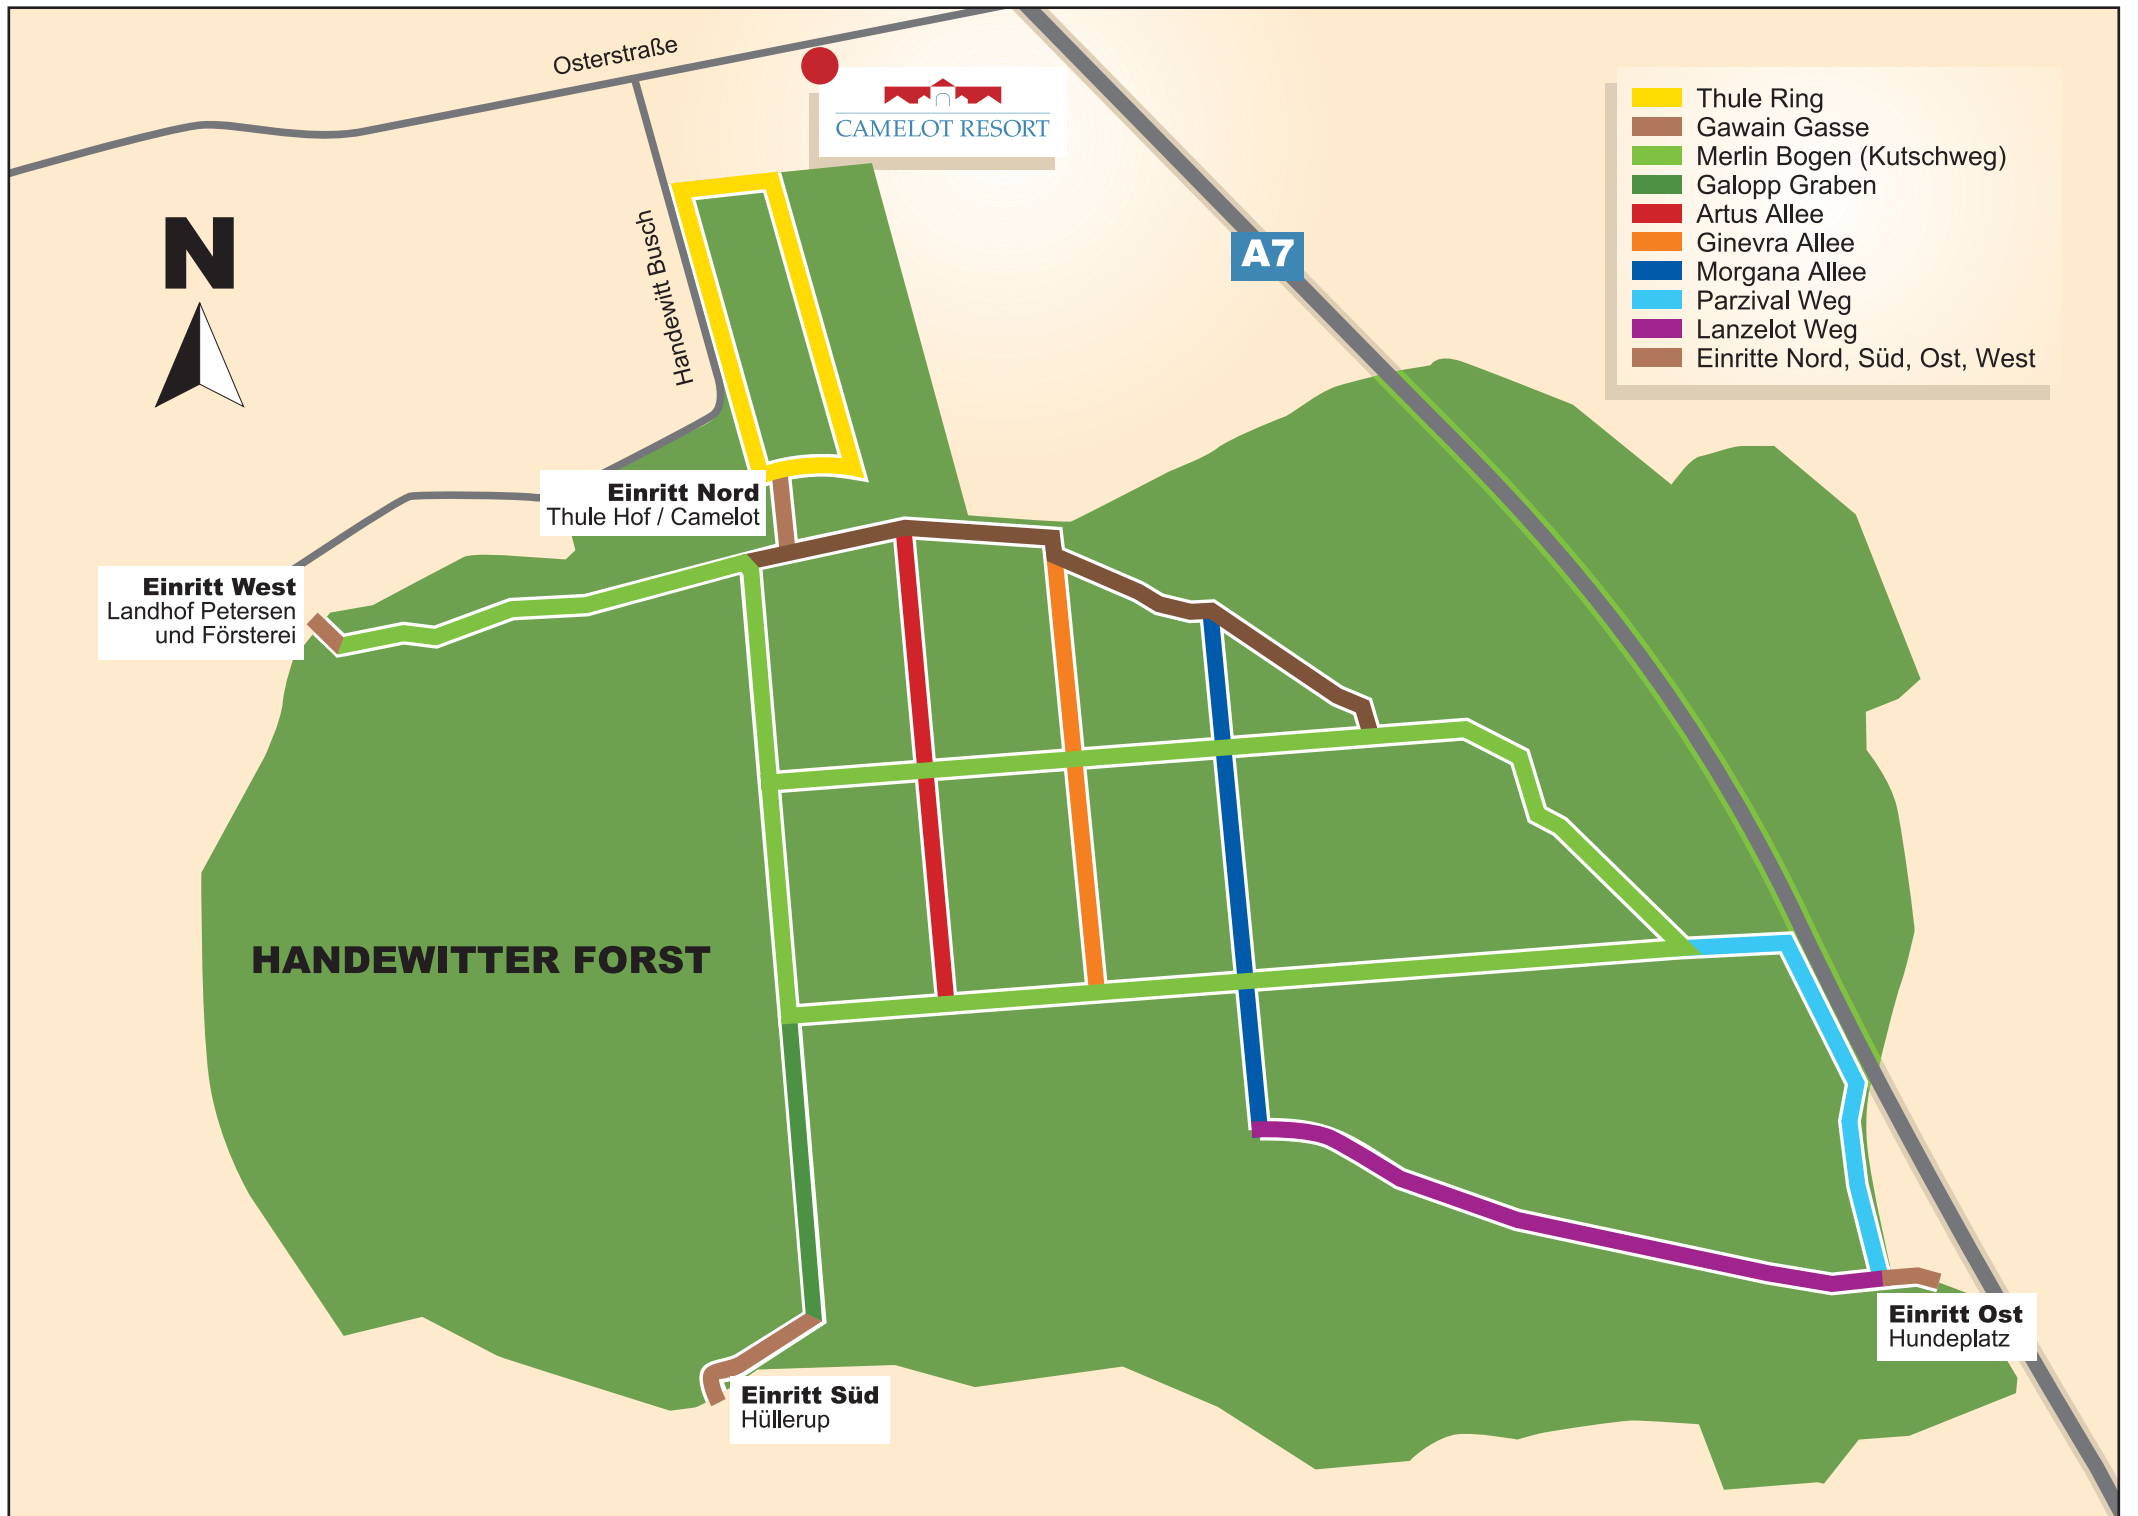 Osterstraße
CAMELOT RESORT
Thule Ring
Gawain Gasse
Merlin Bogen (Kutschweg)
Galopp Graben
Artus Allee
Ginevra Allee
Morgana Allee
Parzival Weg
Lanzelot Weg
Einritte Nord, Süd, Ost, West
N
Handewitt Busch
A7
Einritt Nord
Thule Hof / Camelot
Einritt West
Landhof Petersen
und Försterei
HANDEWITTER FORST
Einritt Ost
Hundeplatz
Einritt Süd
Hüllerup